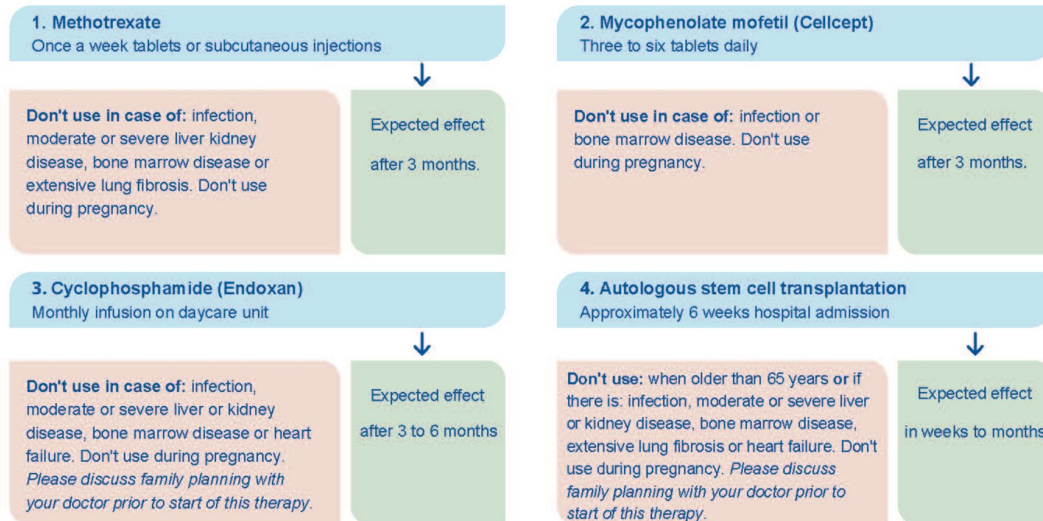 1. Methotrexate
Once a week tablets or subcutaneous injections
Don't use in case of: infection,
moderate or severe liver kidney
disease, bone marrow disease or
extensive lung fibrosis. Don't use
during pregnancy.
Expected effect
after 3 months.
2. Mycophenolate mofetil (Cellcept)
Three to six tablets daily
Don't use in case of: infection or
bone marrow disease. Don't use
during pregnancy.
Expected effect
after 3 months.
3. Cyclophosphamide (Endoxan)
Monthly infusion on daycare unit
Don't use in case of: infection,
moderate or severe liver or kidney
disease, bone marrow disease or heart
failure. Don't use during pregnancy.
Please discuss family planning with
your doctor prior to start of this therapy.
Expected effect
after 3 to 6 months
4. Autologous stem cell transplantation
Approximately 6 weeks hospital admission
Don't use: when older than 65 years or if
there is: infection, moderate or severe liver
or kidney disease, bone marrow disease,
extensive lung fibrosis or heart failure. Don't
use during pregnancy. Please discuss
family planning with your doctor prior to
start of this therapy.
Expected effect
in weeks to months